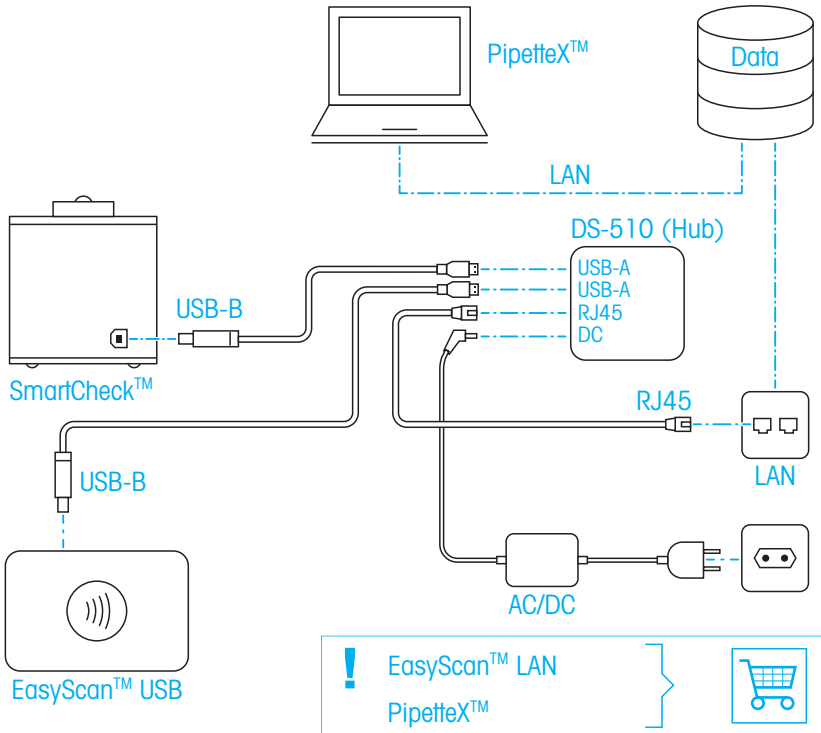 PipetteX™
Data
LAN
DS-510 (Hub)
USB-A
USB-A
RJ45
DC
USB-B
SmartCheck™
RJ45
LAN
USB-B
AC/DC
EasyScan™ USB
! EasyScan™ LAN
PipetteX™